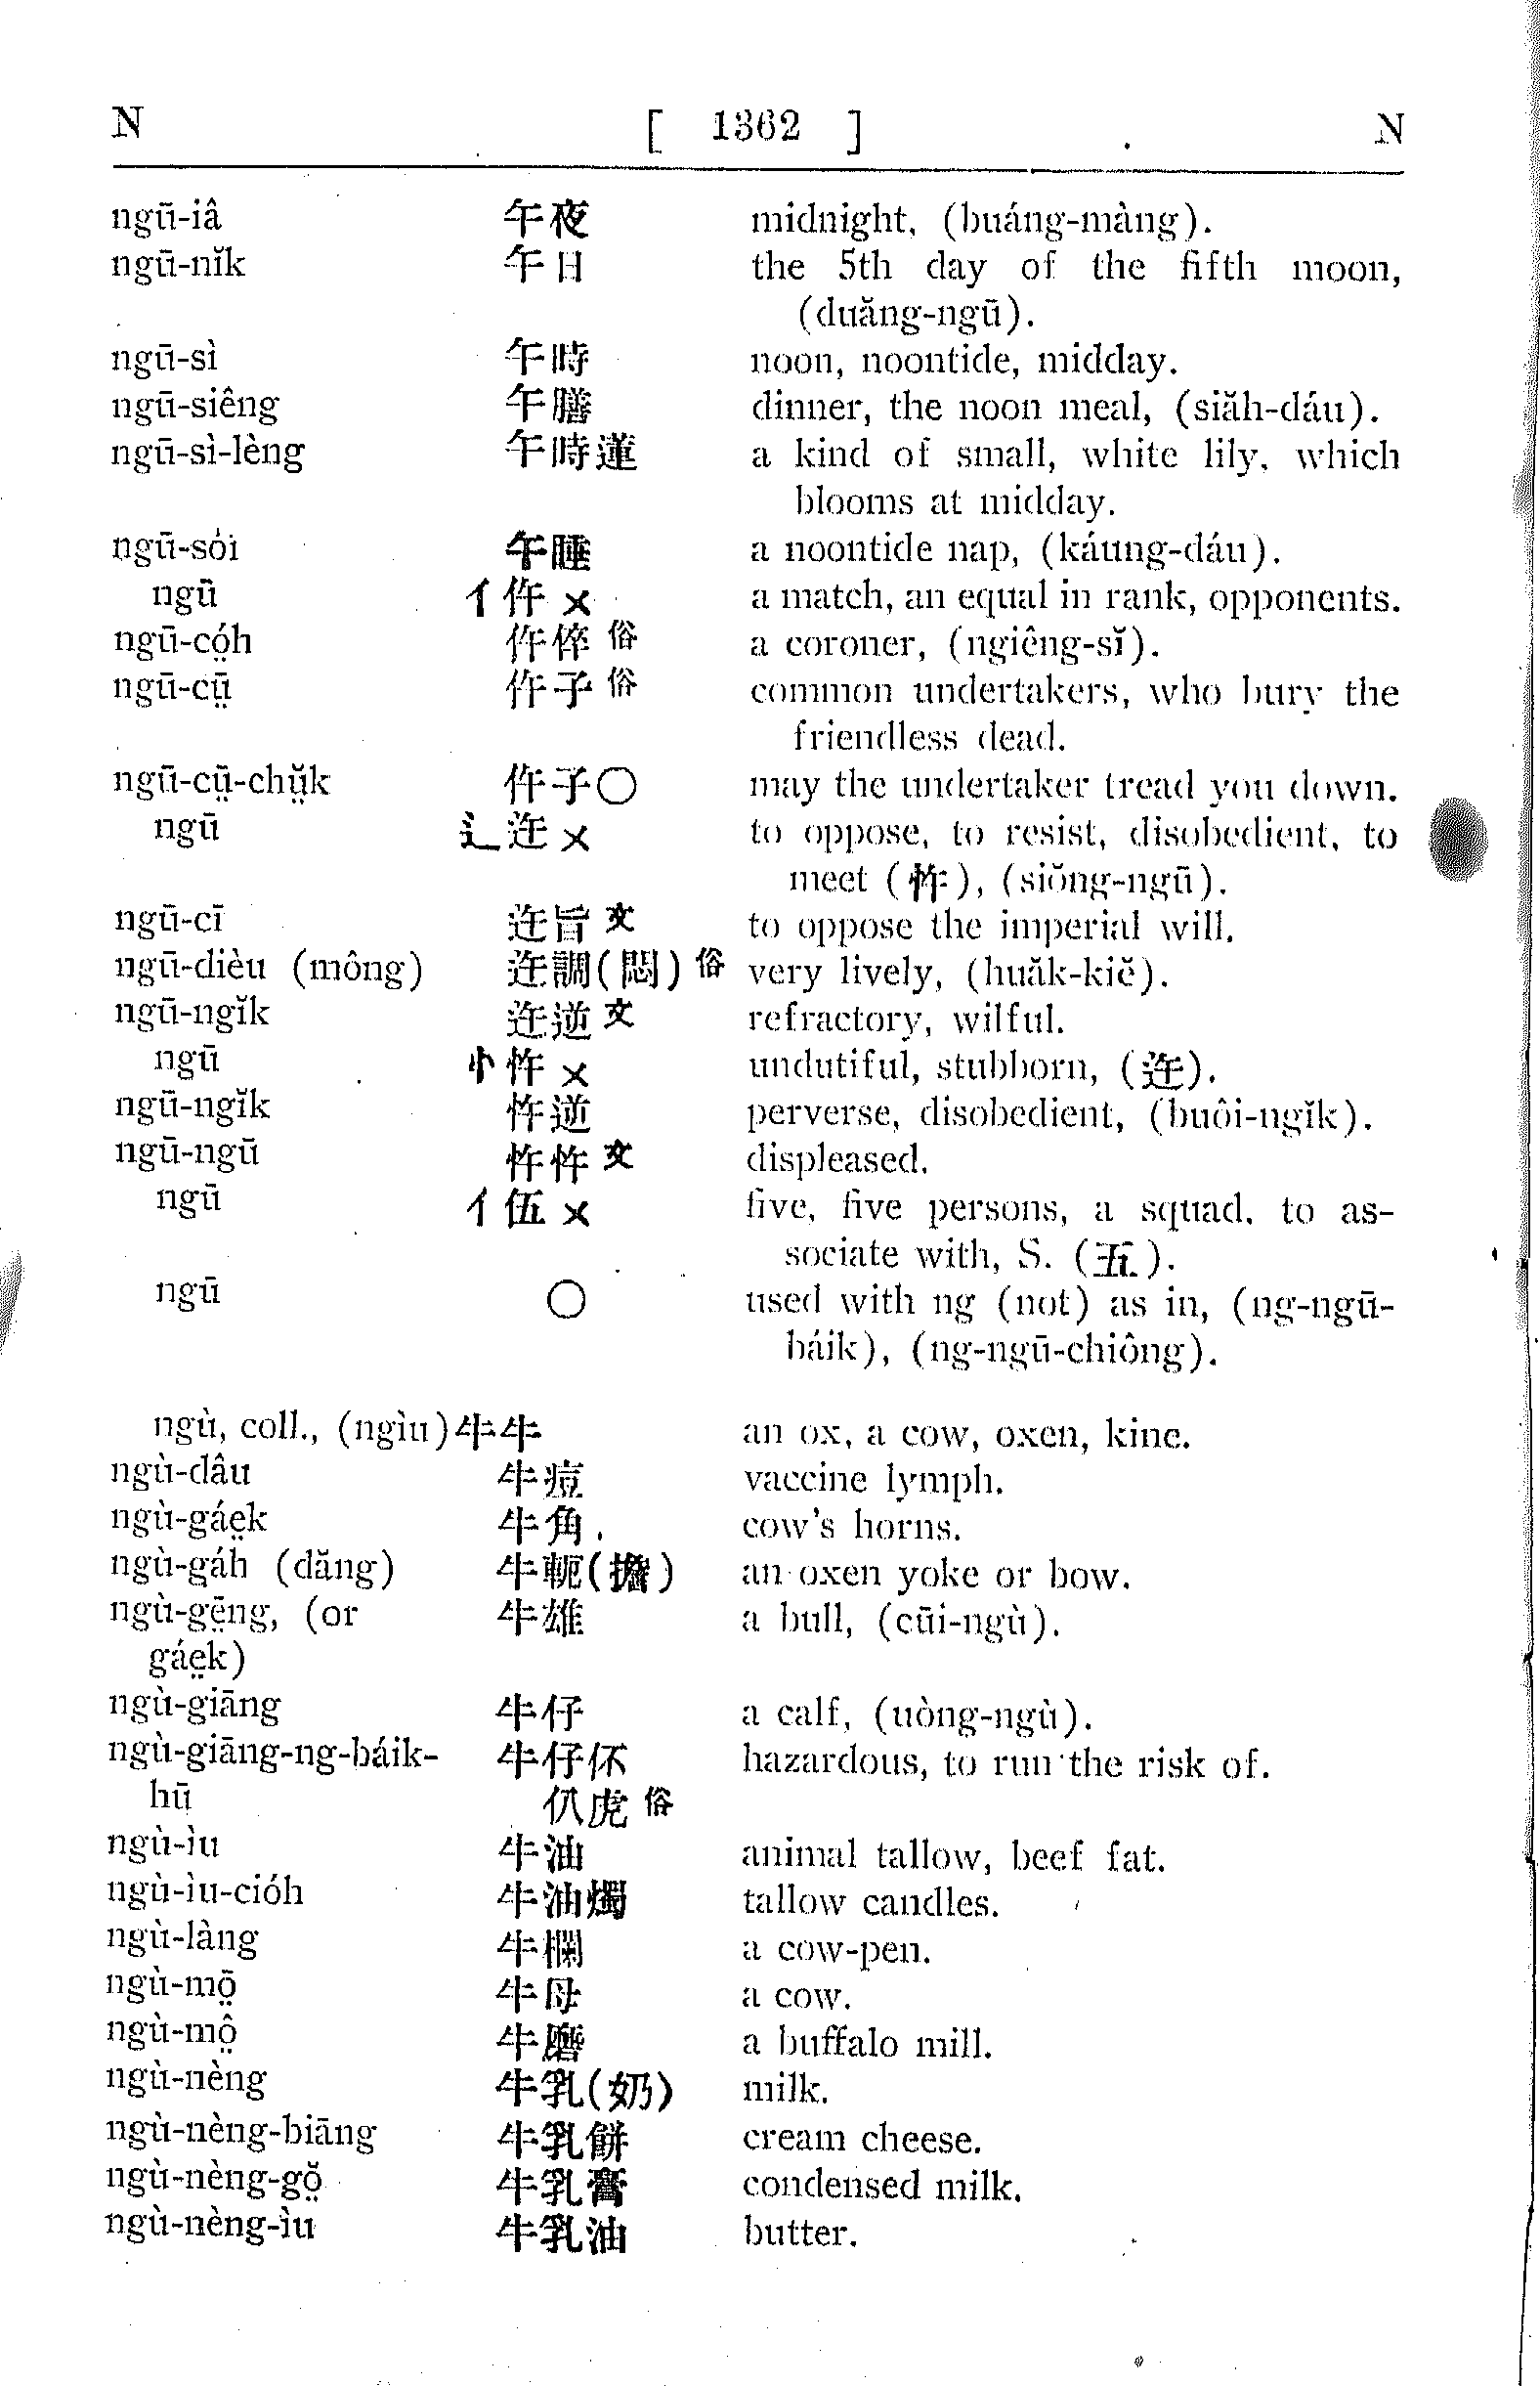 N [ 1362 ] N
ngū-iâ 午夜 midnight, (buáng-màng).
ngū-nĭk 午日 the 5th day of the fifth moon,
(duăng-ngū).
ngū-sì 午時 noon, noontide, midday.
ngū-siêng 午膳 dinner, the noon meal, (siăh-dáu).
ngū-sì-lèng 午時蓮 a kind of small, white lily, which
blooms at midday.
ngū-sói 午睡 a noontide nap, (káung-dáu).
ngū 亻仵 × a match, an equal in rank, opponents.
ngū-có̤h 仵倅俗 a coroner, (ngiêng-sĭ).
ngū-cṳ̄ 仵子俗 common undertakers, who bury the
friendless dead.
ngū-cṳ̄-chṳ̆k 仵子〇 may the undertaker tread you down.
ngū 辶迕 × to oppose, to resist, disobedient, to
meet (忤), (siŏng-ngū).
ngū-cī 迕旨文 to oppose the imperial will.
ngū-dièu (mông) 迕調(悶)俗 very lively, (huăk-kiĕ).
ngū-ngĭk 迕逆文 refractory, wilful.
ngū 忄忤 × undutiful, stubborn, (迕).
ngū-ngĭk 忤逆 perverse, disobedient, (buôi-ngĭk).
ngū-ngū 忤忤文 displeased.
ngū 亻伍 × five, five persons, a squad, to as-
sociate with, S. (五).
ngū 〇 used with ng (not) as in, (ng-ngū-
báik), (ng-ngū-chiông).
ngù, coll., (ngìu) 牛牛 an ox, a cow, oxen, kine.
ngù-dâu 牛痘 vaccine lymph.
ngù-gáe̤k 牛角 cow's horns.
ngù-gáh (dăng) 牛軛(擔) an oxen yoke or bow.
ngù-gē̤ng, (or 牛雄 a bull, (cūi-ngù).
gáe̤k)
ngù-giāng 牛仔 a calf, (uòng-ngù).
ngù-giāng-ng-báik- 牛仔伓 hazardous, to run the risk of.
hū 仈虎俗
ngù-ìu 牛油 animal tallow, beef fat.
ngù-ìu-cióh 牛油燭 tallow candles.
ngù-làng 牛欄 a cow-pen.
ngù-mō̤ 牛母 a cow.
ngù-mô̤ 牛磨 a buffalo mill.
ngù-nèng 牛乳(奶) milk.
ngù-nèng-biāng 牛乳餅 cream cheese.
ngù-nèng-gŏ̤ 牛乳膏 condensed milk.
ngù-nèng-ìu 牛乳油 butter.